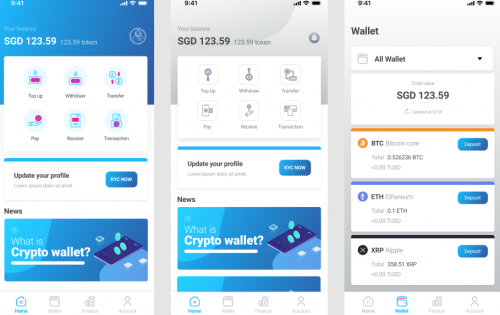 9:41
Your balance
SGD 123.59 123.59 token
Top up Withdraw Transfer
Pay Receive Transaction
Update your profile
Lorem ipsum dolor sit amet.
KYC NOW
News
What is
Crypto wallet?
Home Wallet Finance Account
9:41
Your balance
SGD 123.59 123.59 token
Top Up Withdraw Transfer
Pay Receive Transaction
Update your profile
Lorem ipsum dolor sit amet.
KYC NOW
News
What is
Crypto wallet?
Home Wallet Finance Account
9:41
Wallet
All Wallet
Total value
SGD 123.59
BTC Bitcoin core
Deposit
Total 0.526236 BTC
≈0.00 TUSD
ETH Ethereum
Deposit
Total 0.1 ETH
≈0.00 TUSD
XRP Ripple
Deposit
Total 358.51 XRP
≈0.00 TUSD
Home Wallet Finance Account